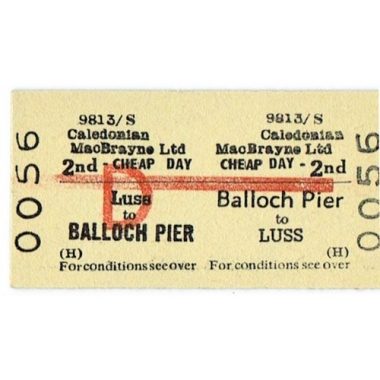 0056
9813/S
Caledonian
MacBrayne Ltd
2nd - CHEAP DAY
D
Luss
to
BALLOCH PIER
(H)
For conditions see over
9813/S
Caledonian
MacBrayne Ltd
CHEAP DAY - 2nd
Balloch Pier
to
LUSS
(H)
For conditions see over
0056